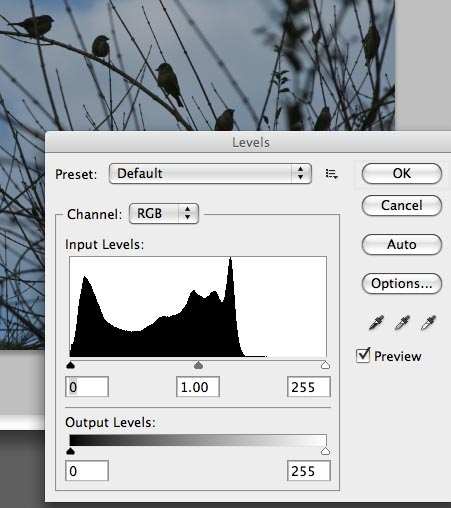 Levels
Preset: Default
OK
Cancel
Auto
Options...
Preview
Channel: RGB
Input Levels:
0 1.00 255
Output Levels:
0 255